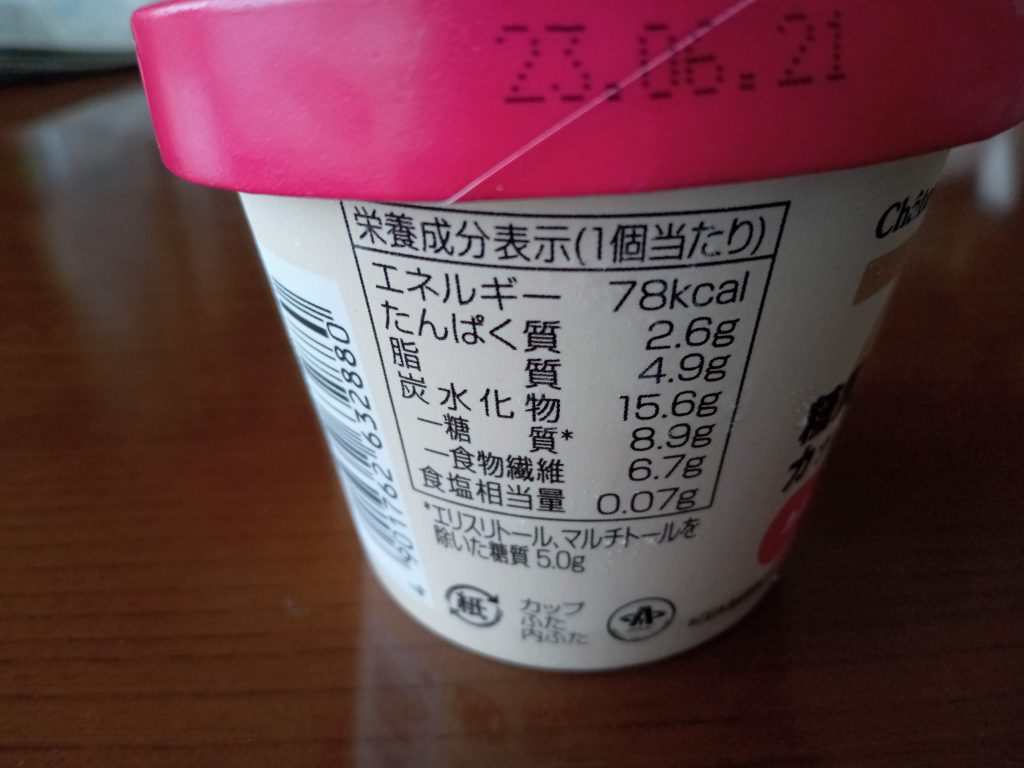 23.06.21
栄養成分表示(1個当たり)
エネルギー 78kcal
たんぱく質 2.6g
脂質 4.9g
炭水化物 15.6g
ー糖質* 8.9g
ー食物繊維 6.7g
食塩相当量 0.07g
*エリスリトール、マルチトールを
除いた糖質 5.0g
紙
カップ
ふた
内ふた